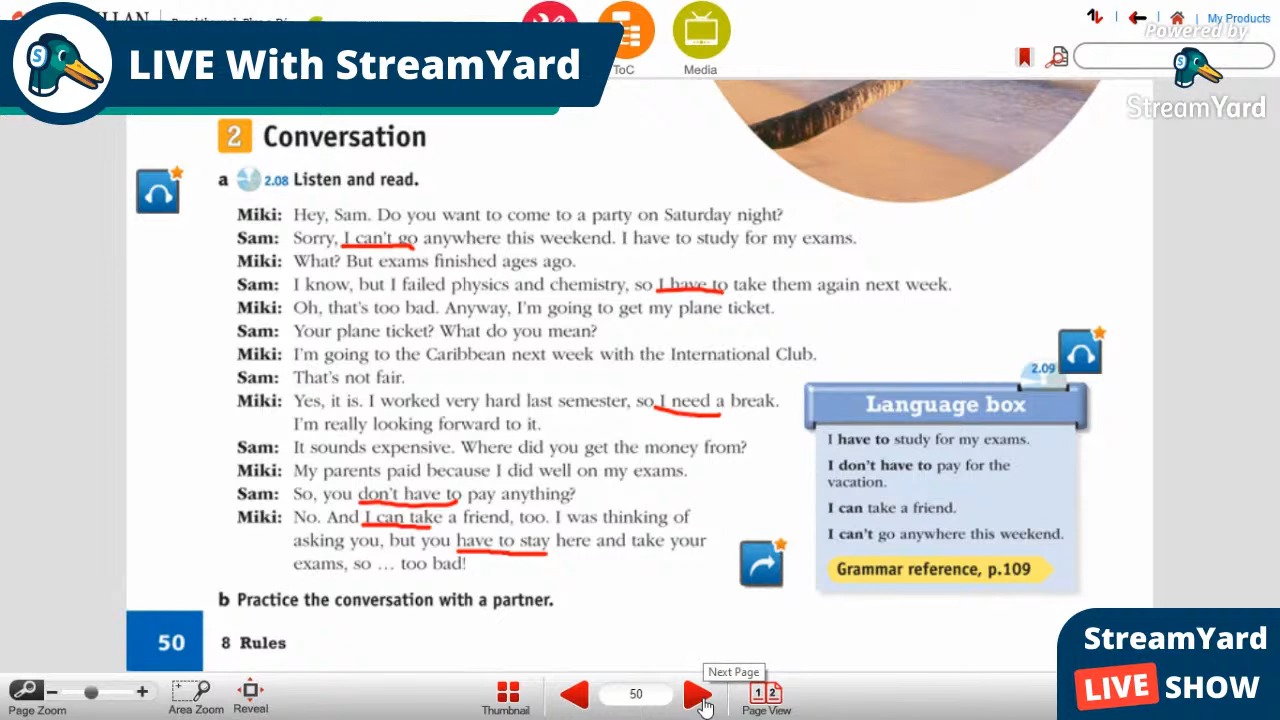 LIVE With StreamYard
ToC
Media
My Products
Powered by
StreamYard
2 Conversation
a 2.08 Listen and read.
Miki: Hey, Sam. Do you want to come to a party on Saturday night?
Sam: Sorry, I can't go anywhere this weekend. I have to study for my exams.
Miki: What? But exams finished ages ago.
Sam: I know, but I failed physics and chemistry, so I have to take them again next week.
Miki: Oh, that's too bad. Anyway, I'm going to get my plane ticket.
Sam: Your plane ticket? What do you mean?
Miki: I'm going to the Caribbean next week with the International Club.
Sam: That's not fair.
Miki: Yes, it is. I worked very hard last semester, so I need a break.
I'm really looking forward to it.
Sam: It sounds expensive. Where did you get the money from?
Miki: My parents paid because I did well on my exams.
Sam: So, you don't have to pay anything?
Miki: No. And I can take a friend, too. I was thinking of
asking you, but you have to stay here and take your
exams, so … too bad!
b Practice the conversation with a partner.
2.09
Language box
I have to study for my exams.
I don't have to pay for the
vacation.
I can take a friend.
I can't go anywhere this weekend.
Grammar reference, p.109
50 8 Rules
StreamYard
LIVE SHOW
Next Page
Page Zoom
Area Zoom
Reveal
Thumbnail
50
1 2
Page View